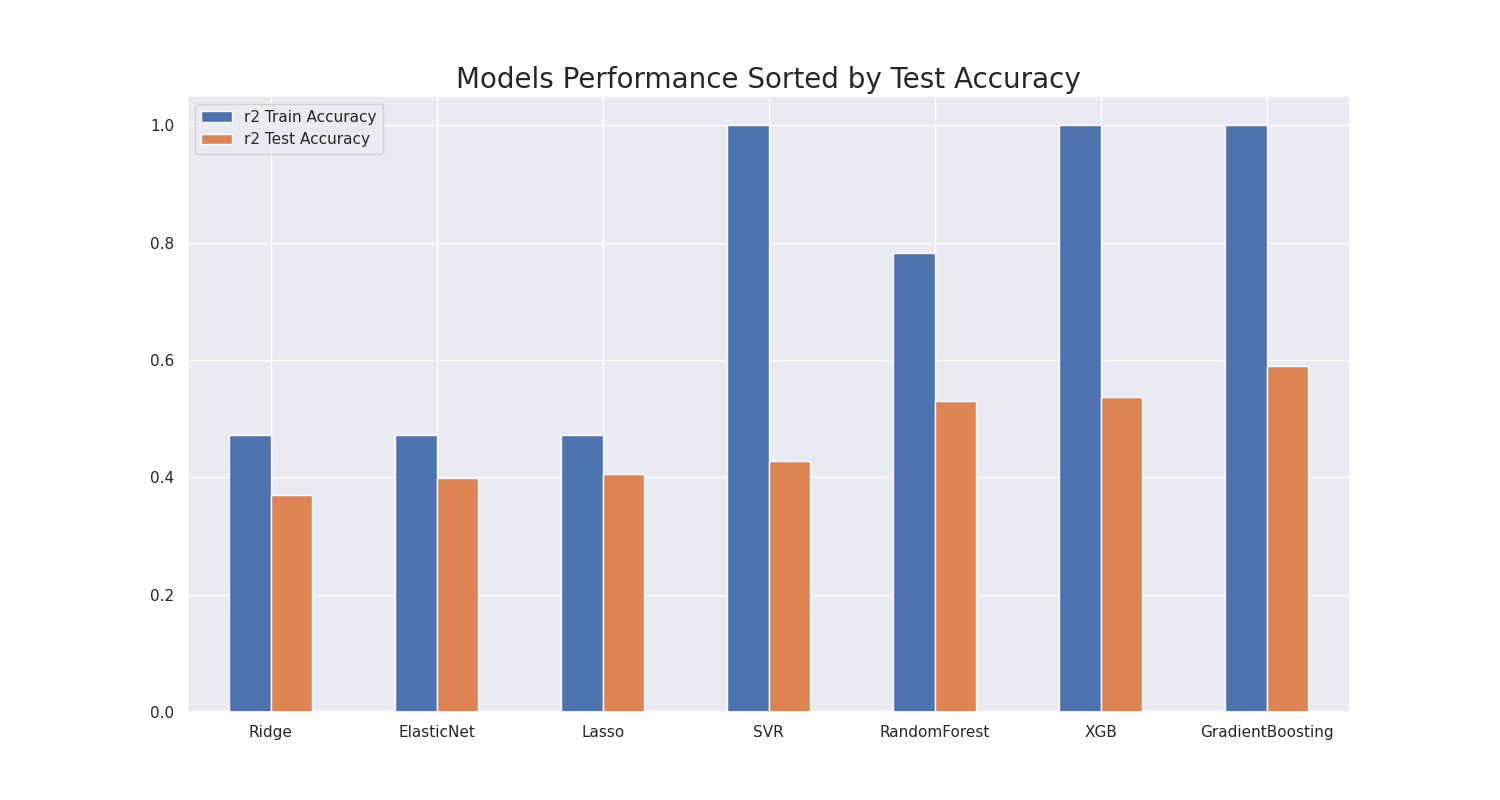 Models Performance Sorted by Test Accuracy
r2 Train Accuracy
r2 Test Accuracy
1.0
0.8
0.6
0.4
0.2
0.0
Ridge ElasticNet Lasso SVR RandomForest XGB GradientBoosting